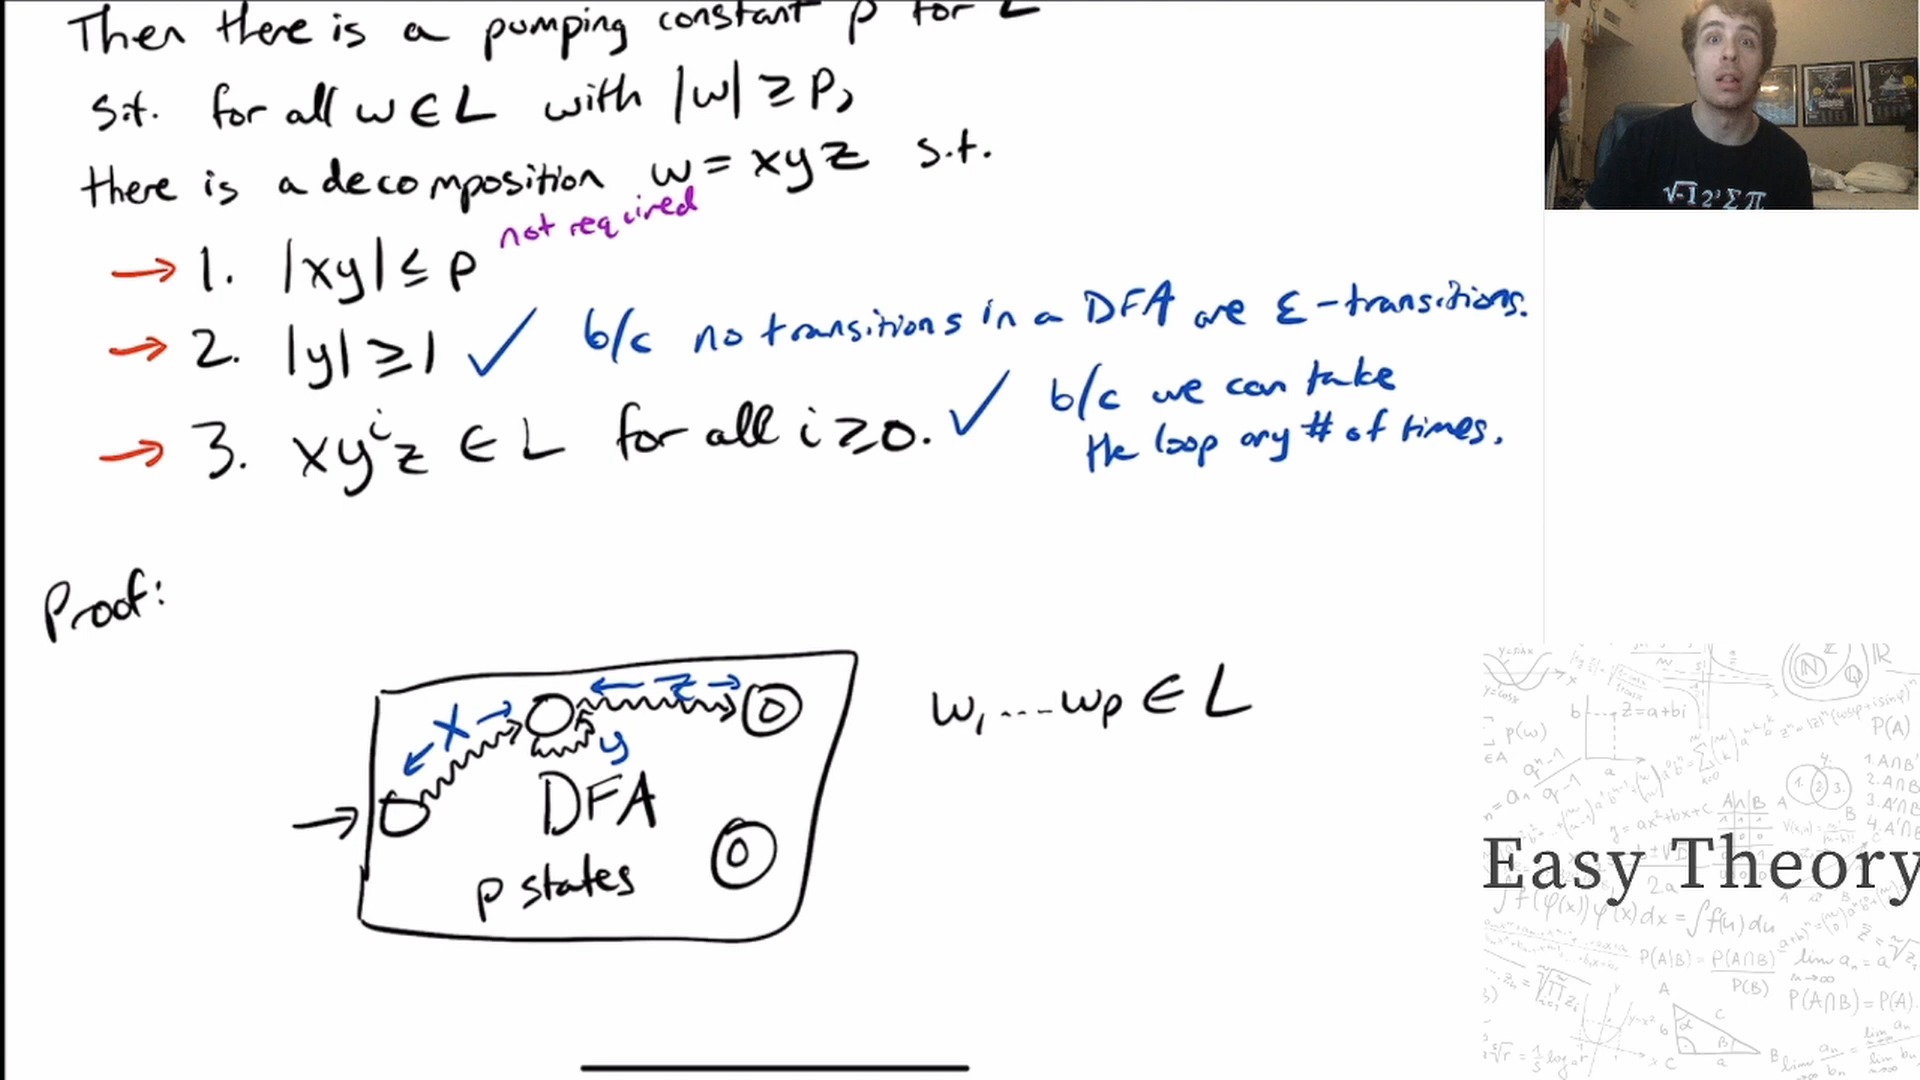 Then there is a pumping constant p for L
s.t. for all w ∈ L with |w| ≥ p,
there is a decomposition w = xyz s.t.
not required
→ 1. |xy| ≤ p
→ 2. |y| ≥ 1 ✓ b/c no transitions in a DFA are ε-transitions.
→ 3. xyⁱz ∈ L for all i ≥ 0. ✓ b/c we can take
the loop any # of times.
Proof:
x
z
y
DFA
p states
w₁ ... wₚ ∈ L
√-1 2³ Σ π
Easy Theory